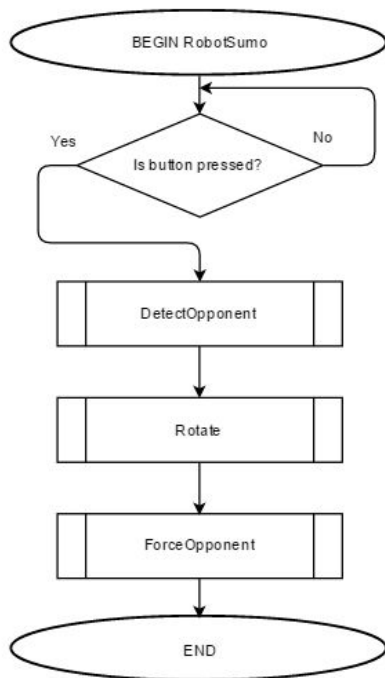 BEGIN RobotSumo
Yes
No
Is button pressed?
DetectOpponent
Rotate
ForceOpponent
END